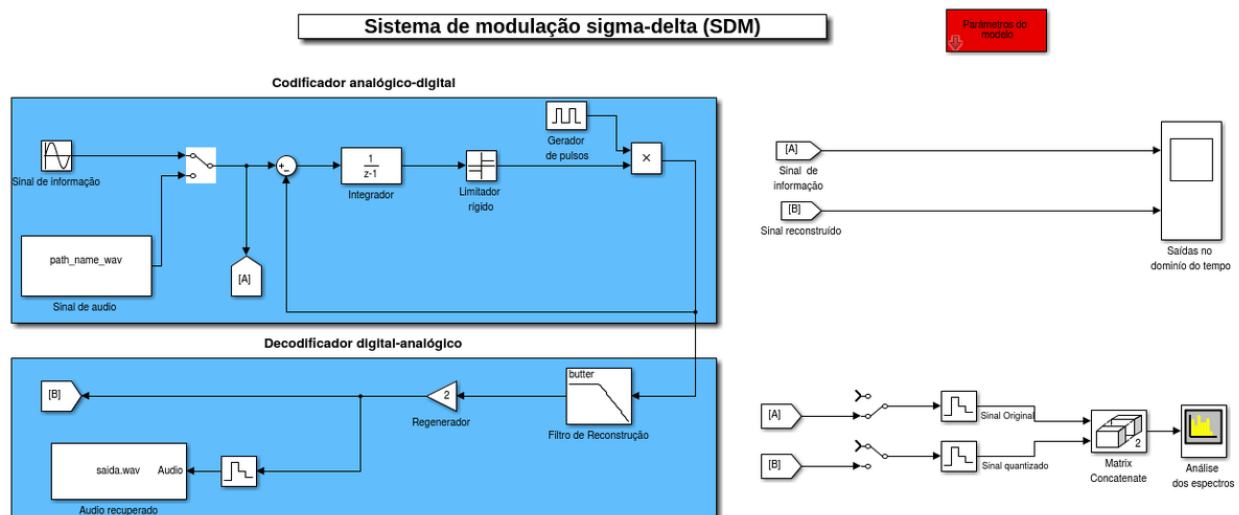 Sistema de modulação sigma-delta (SDM)
Parâmetros do
modelo
Codificador analógico-digital
Sinal de informação
path_name_wav
Sinal de audio
[A]
+
-
1
z-1
Integrador
Limitador
rígido
Gerador
de pulsos
×
[A]
Sinal de
informação
[B]
Sinal reconstruído
Saídas no
domínío do tempo
Decodificador digital-analógico
[B]
2
Regenerador
butter
Filtro de Reconstrução
saida.wav Audio
Audio recuperado
[A]
Sinal Original
[B]
Sinal quantizado
2
Matrix
Concatenate
Análise
dos espectros